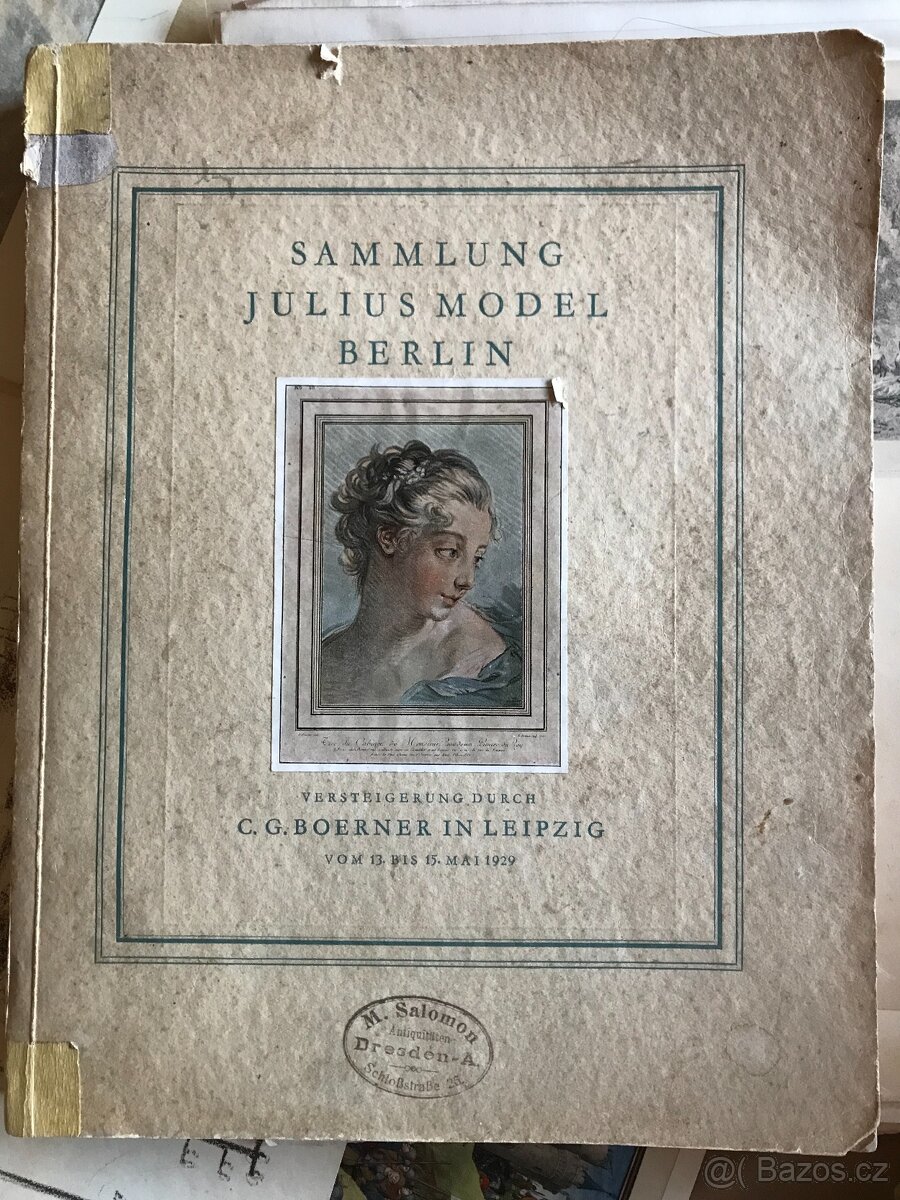 SAMMLUNG
JULIUS MODEL
BERLIN
VERSTEIGERUNG DURCH
C. G. BOERNER IN LEIPZIG
VOM 13. BIS 15. MAI 1929
M. Salomon
Antiquitäten
Dresden-A.
Schloßstraße 25.
@( Bazos.cz